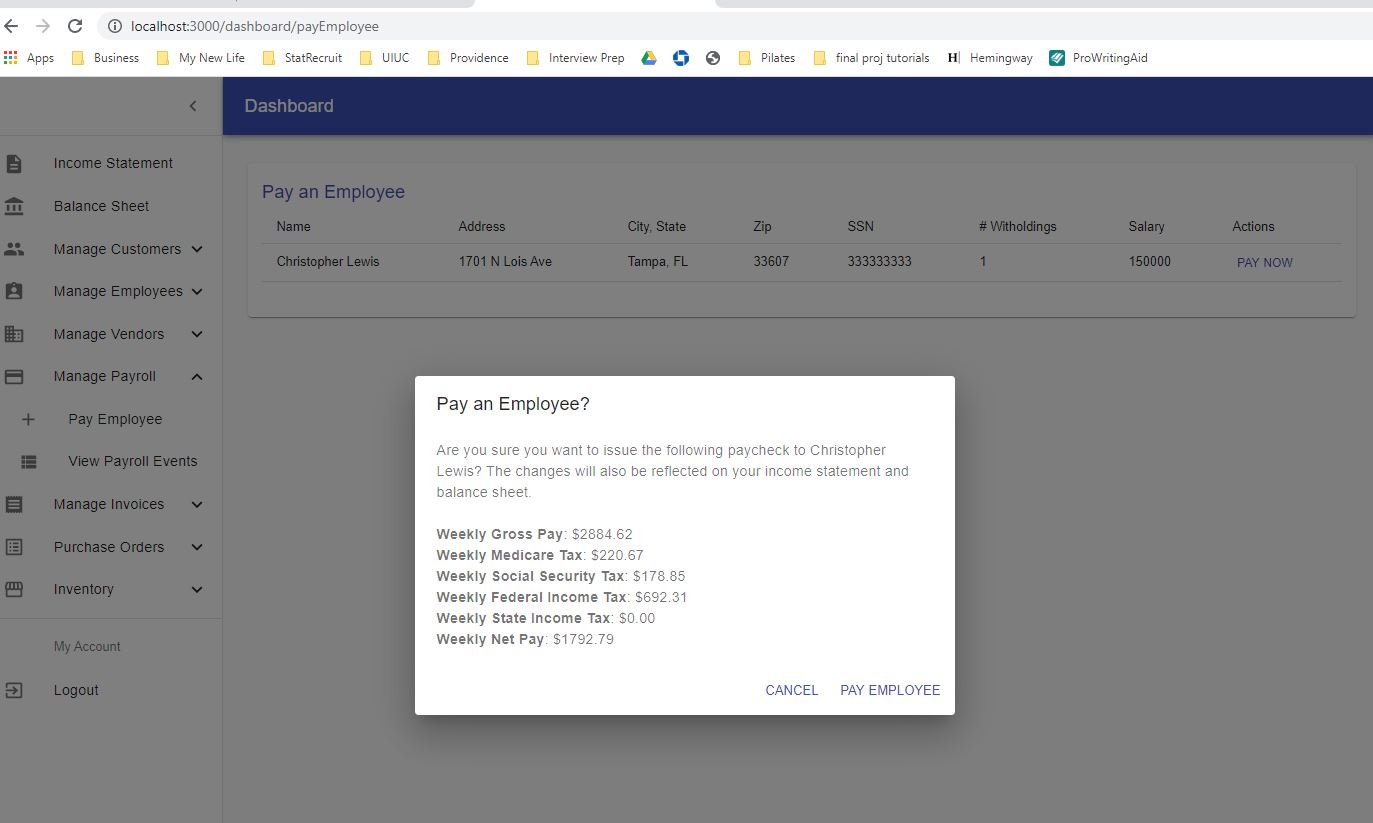 localhost:3000/dashboard/payEmployee
Apps Business My New Life StatRecruit UIUC Providence Interview Prep Pilates final proj tutorials H Hemingway ProWritingAid
Dashboard
Income Statement
Balance Sheet
Manage Customers
Manage Employees
Manage Vendors
Manage Payroll
Pay Employee
View Payroll Events
Manage Invoices
Purchase Orders
Inventory
My Account
Logout
Pay an Employee
Name Address City, State Zip SSN # Witholdings Salary Actions
Christopher Lewis 1701 N Lois Ave Tampa, FL 33607 333333333 1 150000 PAY NOW
Pay an Employee?
Are you sure you want to issue the following paycheck to Christopher
Lewis? The changes will also be reflected on your income statement and
balance sheet.
Weekly Gross Pay: $2884.62
Weekly Medicare Tax: $220.67
Weekly Social Security Tax: $178.85
Weekly Federal Income Tax: $692.31
Weekly State Income Tax: $0.00
Weekly Net Pay: $1792.79
CANCEL PAY EMPLOYEE